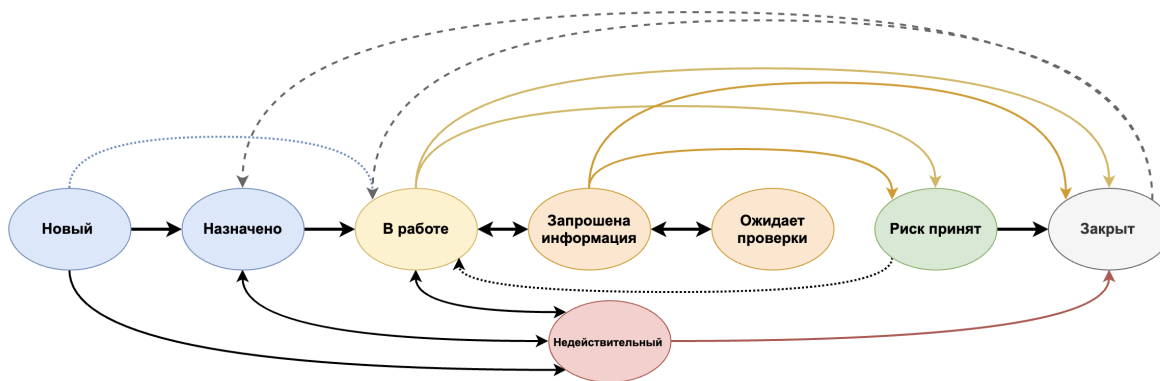 Новый
Назначено
В работе
Запрошена
информация
Ожидает
проверки
Риск принят
Закрыт
Недействительный